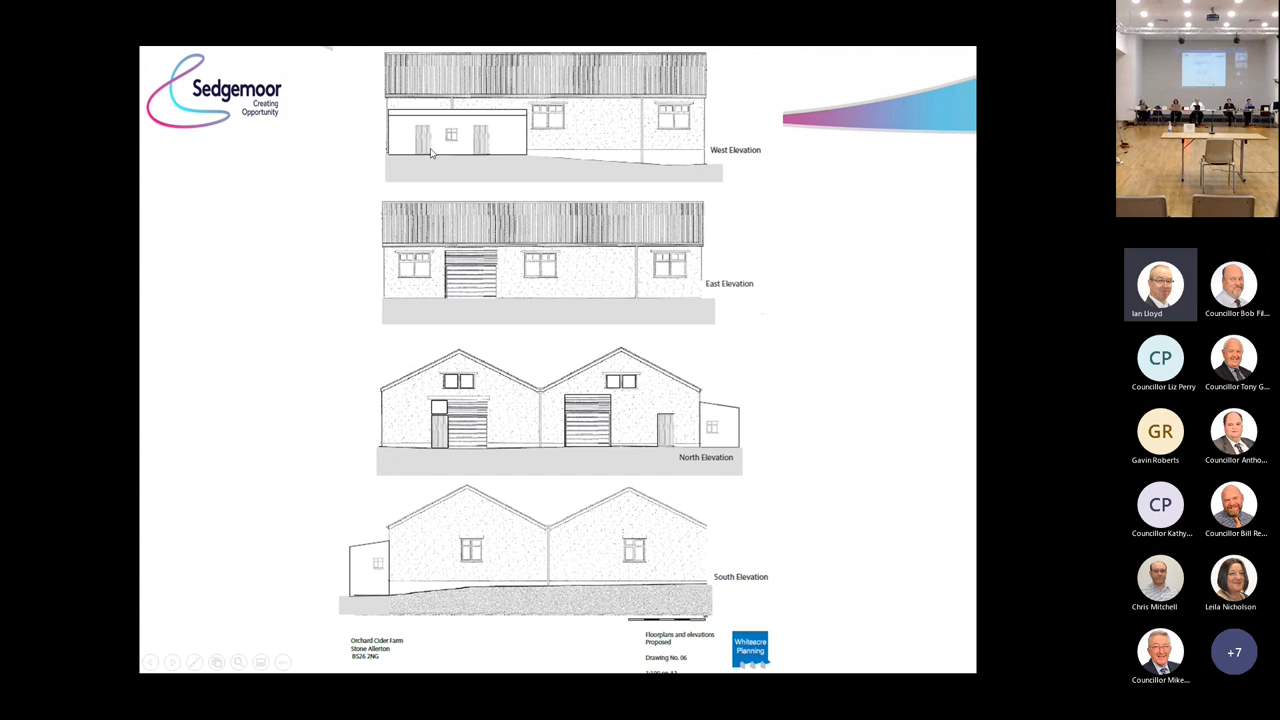 Sedgemoor
Creating
Opportunity
West Elevation
East Elevation
North Elevation
South Elevation
Orchard Cider Farm
Stone Allerton
BS26 2NG
Floorplans and elevations
Proposed
Drawing No. 06
Whiteacre
Planning
Ian Lloyd
Councillor Bob Fil...
CP
Councillor Liz Perry
Councillor Tony G...
GR
Gavin Roberts
Councillor Antho...
CP
Councillor Kathy...
Councillor Bill Re...
Chris Mitchell
Leila Nicholson
Councillor Mike...
+7